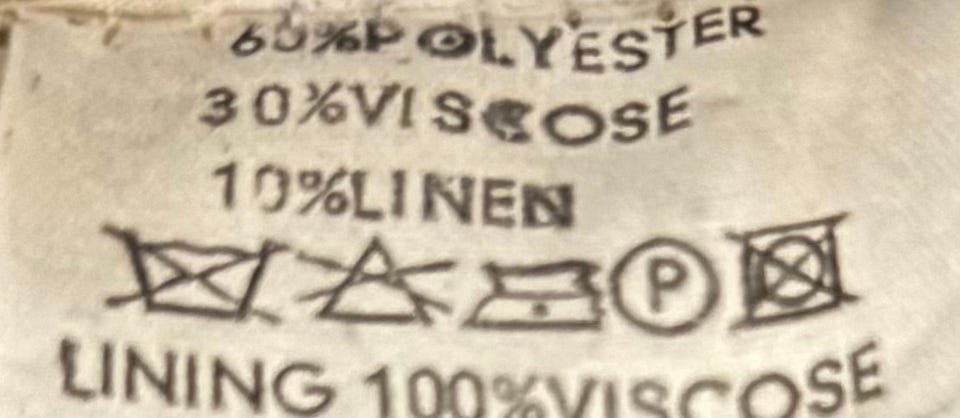 60%POLYESTER
30%VISCOSE
10%LINEN
P
LINING 100%VISCOSE